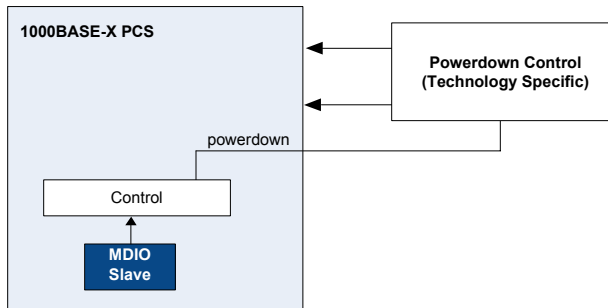 1000BASE-X PCS
Powerdown Control
(Technology Specific)
powerdown
Control
MDIO
Slave